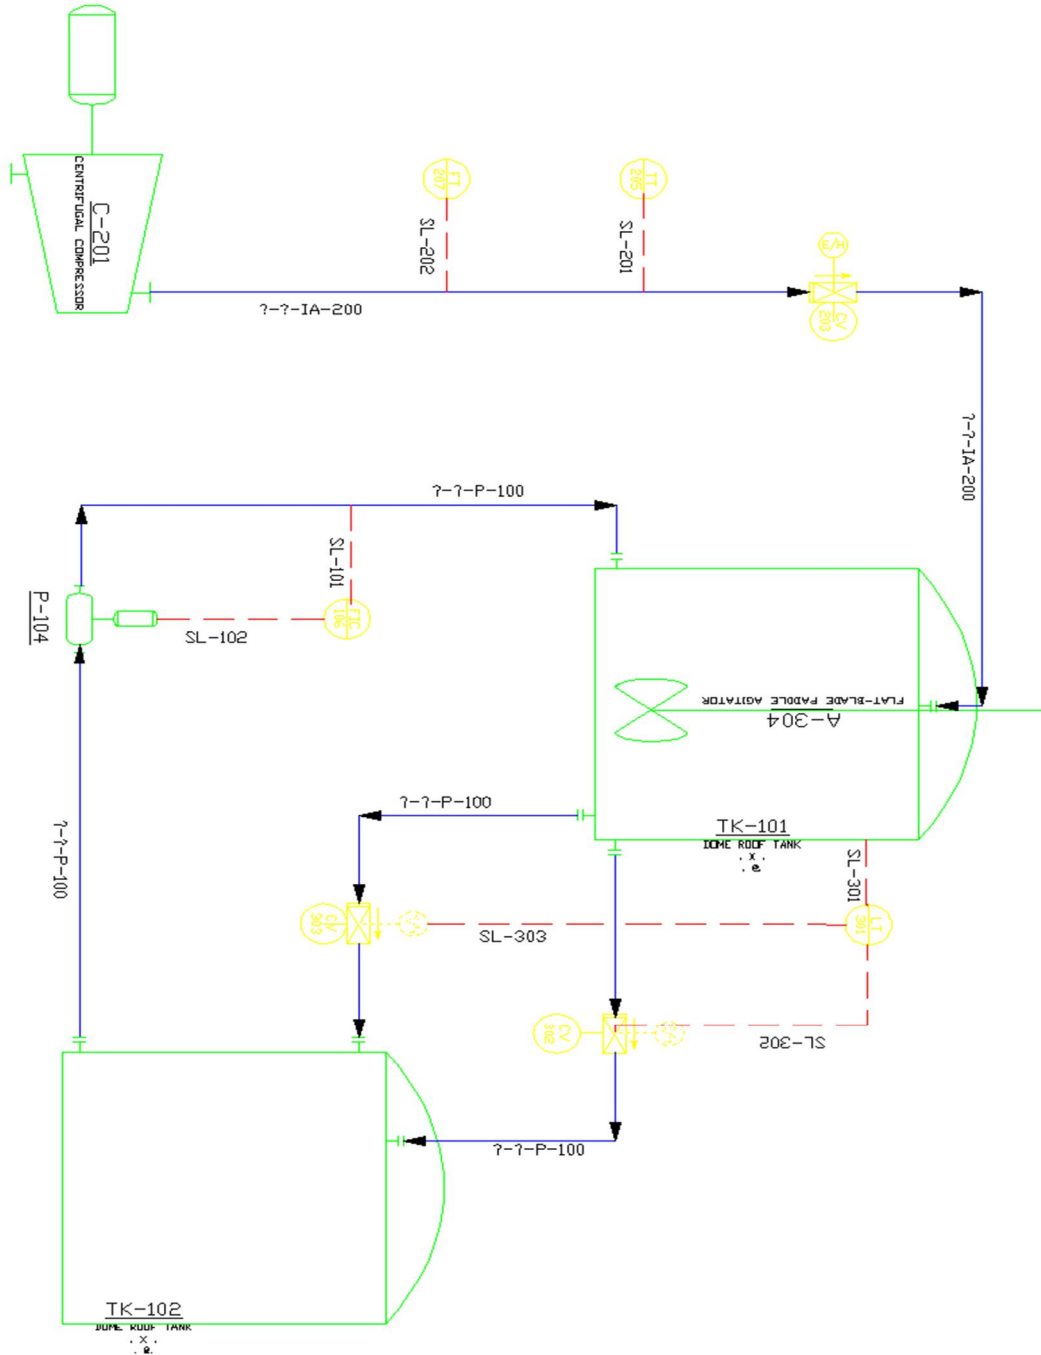 C-201
CENTRIFUGAL COMPRESSOR
FT
207
TT
205
SL-202
SL-201
H/S
CV
203
?-?-IA-200
?-?-IA-200
?-?-P-100
SL-101
P-104
FIC
106
SL-102
FLAT-BLADE PADDLE AGITATOR
A-304
?-?-P-100
?-?-P-100
TK-101
DOME ROOF TANK
. X .
SL-301
CV
303
SL-303
LT
301
CV
302
SL-302
?-?-P-100
TK-102
DOME ROOF TANK
. X .